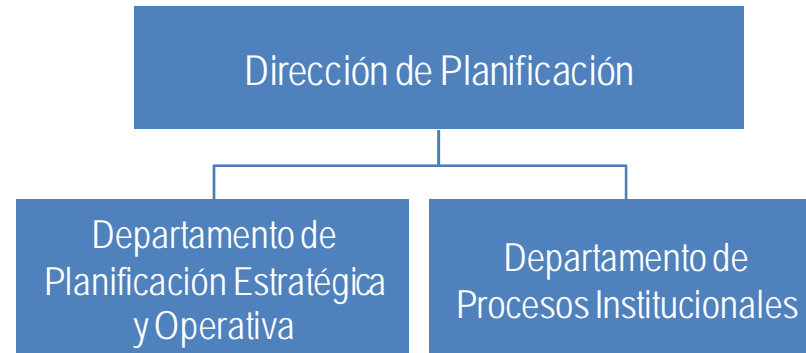 Dirección de Planificación
Departamento de
Planificación Estratégica
y Operativa
Departamento de
Procesos Institucionales